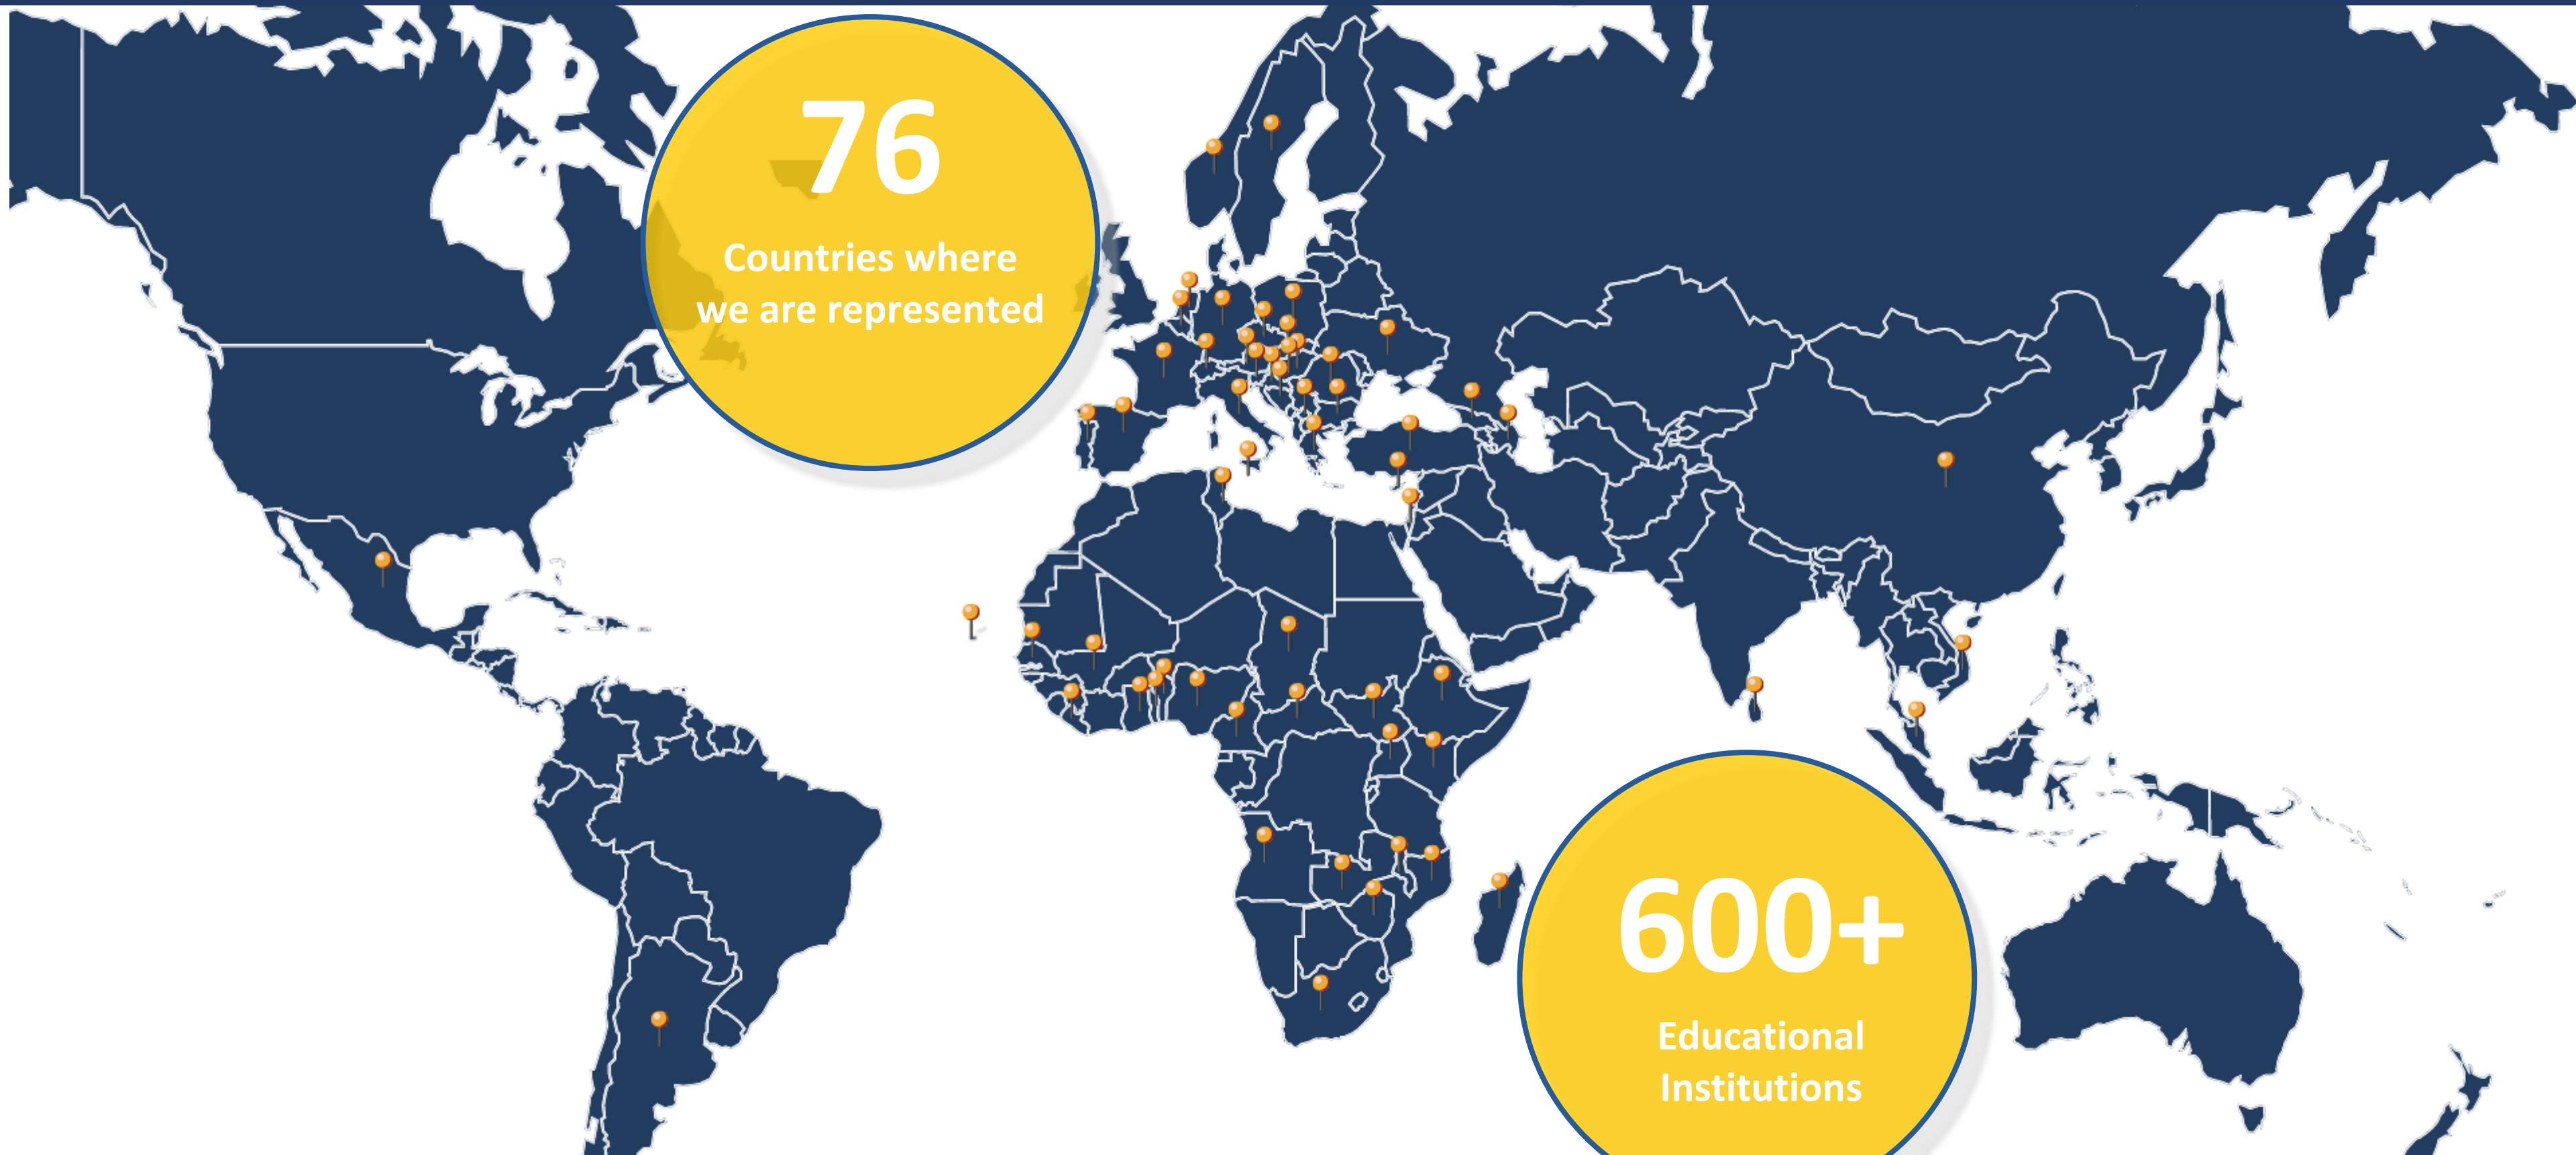 76
Countries where
we are represented
600+
Educational
Institutions